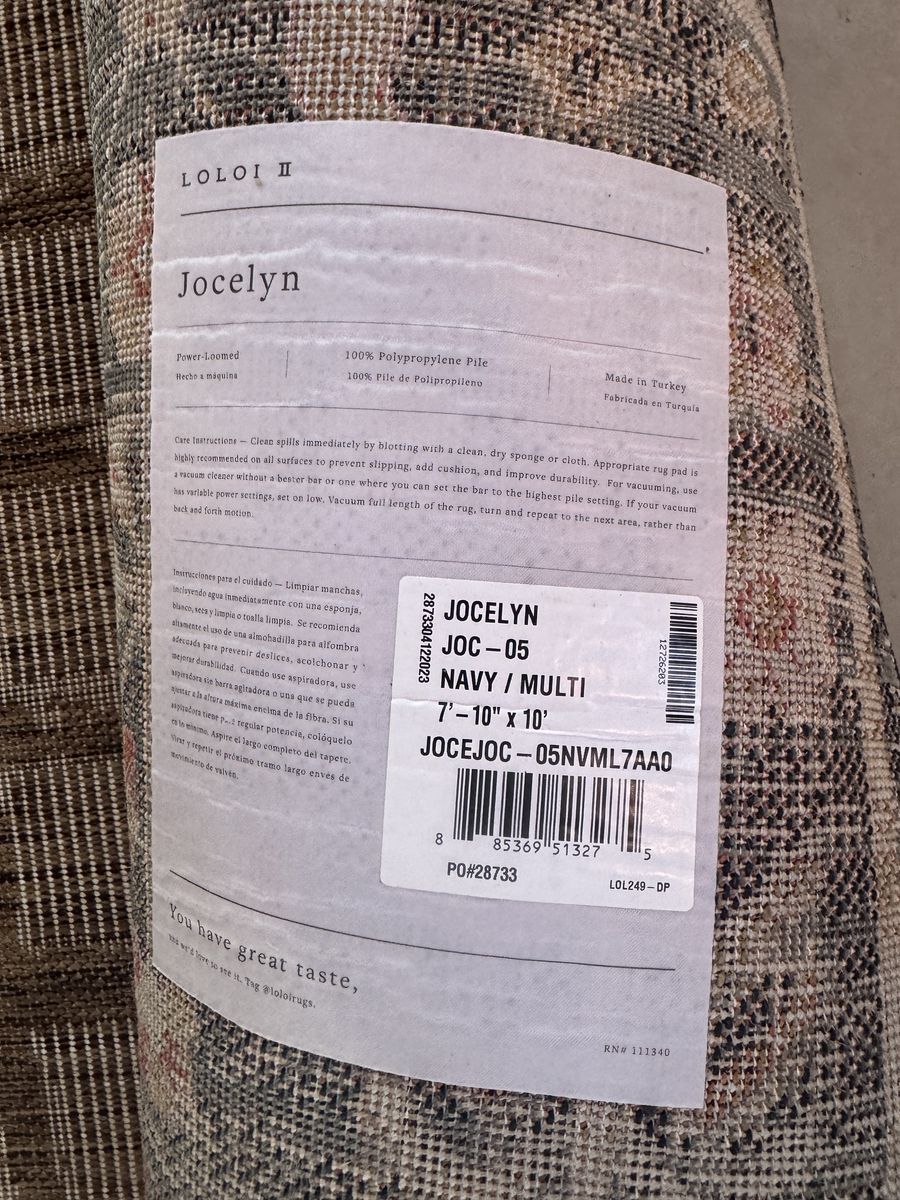 LOLOI II
Jocelyn
Power-Loomed
Hecho a máquina
100% Polypropylene Pile
100% Pile de Polipropileno
Made in Turkey
Fabricada en Turquía
Care Instructions — Clean spills immediately by blotting with a clean, dry sponge or cloth. Appropriate rug pad is
highly recommended on all surfaces to prevent slipping, add cushion, and improve durability. For vacuuming, use
a vacuum cleaner without a bester bar or one where you can set the bar to the highest pile setting. If your vacuum
has variable power settings, set on low. Vacuum full length of the rug, turn and repeat to the next area, rather than
back and forth motion.
Instrucciones para el cuidado — Limpiar manchas,
incluyendo agua inmediatamente con una esponja,
blanco, seca y limpia o toalla limpia. Se recomienda
altamente el uso de una almohadilla para alfombra
adecuada para prevenir deslices, acolchonar y
mejorar durabilidad. Cuando use aspiradora, use
aspiradora sin barra agitadora o una que se pueda
ajustar a la altura máxima encima de la fibra. Si su
aspiradora tiene regular potencia, colóquelo
en lo mínimo. Aspire el largo completo del tapete.
Virar y repetir el próximo tramo largo envés de
movimiento de vaivén.
2873304122023
JOCELYN
JOC – 05
NAVY / MULTI
7' – 10" x 10'
JOCEJOC – 05NVML7AA0
12726203
8 85369 51327 5
PO#28733
LOL249 – DP
You have great taste,
and we'd love to see it. Tag @loloirugs.
RN# 111340